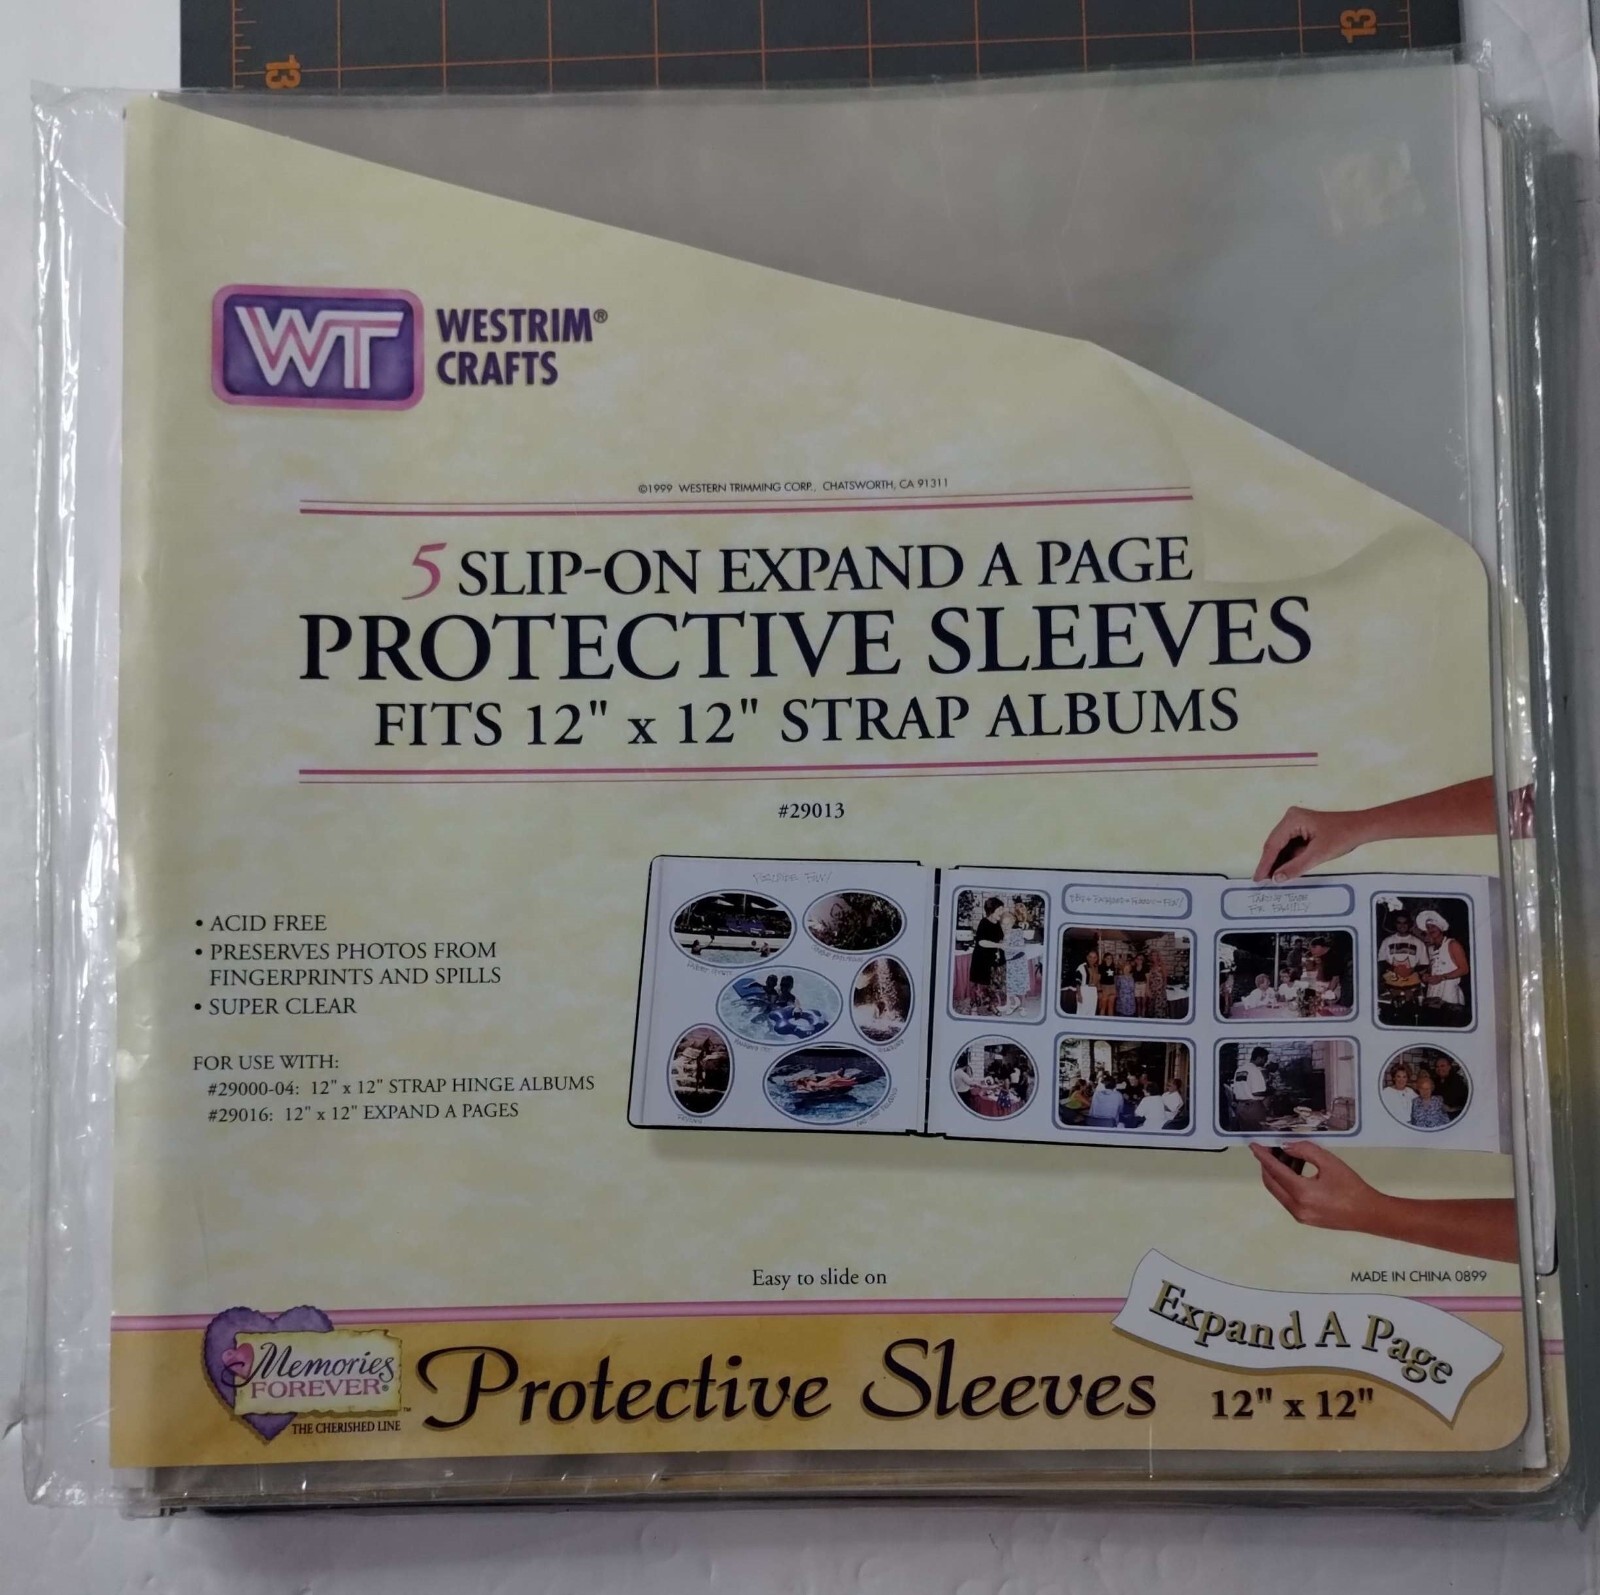 13
13
WT
WESTRIM®
CRAFTS
©1999 WESTERN TRIMMING CORP., CHATSWORTH, CA 91311
5 SLIP-ON EXPAND A PAGE
PROTECTIVE SLEEVES
FITS 12" x 12" STRAP ALBUMS
#29013
• ACID FREE
• PRESERVES PHOTOS FROM
FINGERPRINTS AND SPILLS
• SUPER CLEAR
FOR USE WITH:
#29000-04: 12" x 12" STRAP HINGE ALBUMS
#29016: 12" x 12" EXPAND A PAGES
Easy to slide on
MADE IN CHINA 0899
Expand A Page
Memories
FOREVER®
™
THE CHERISHED LINE
Protective Sleeves
12" x 12"